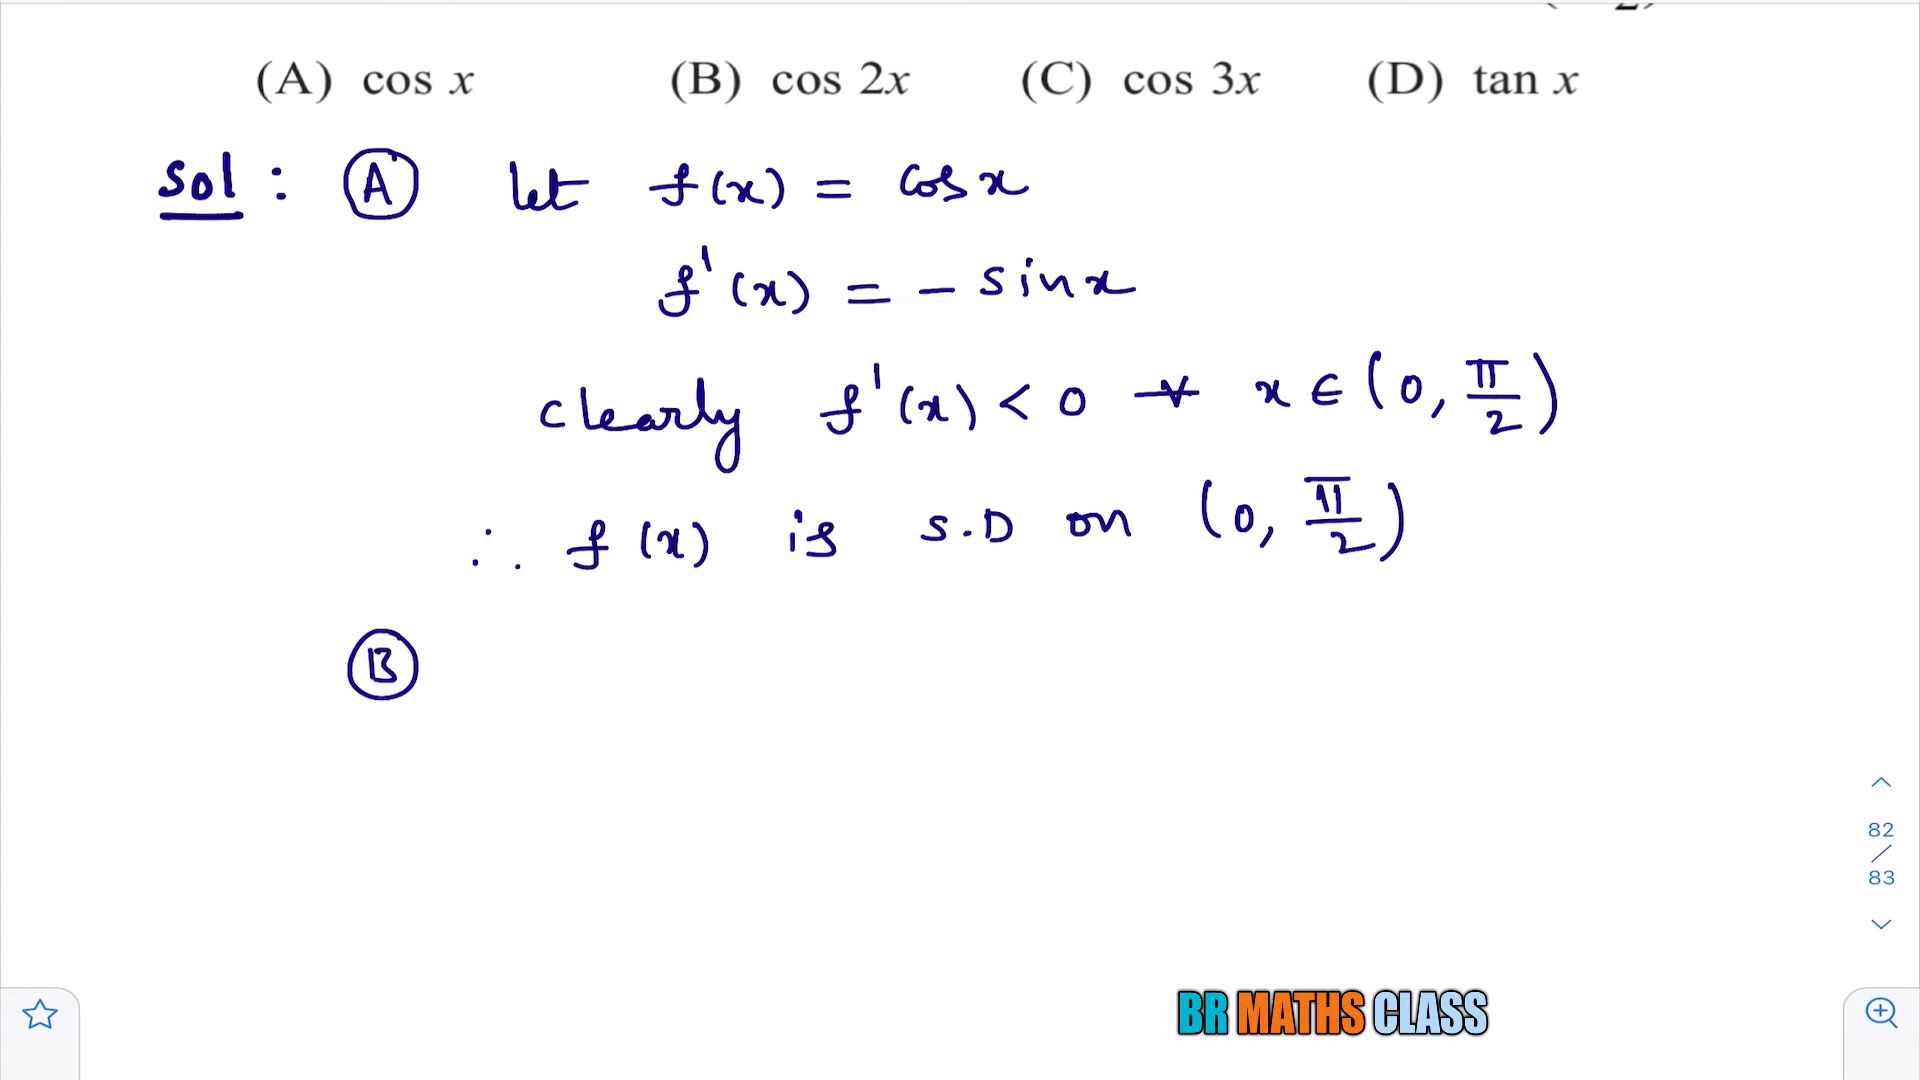 (A) cos x (B) cos 2x (C) cos 3x (D) tan x
Sol : (A) let f(x) = cos x
f'(x) = - sin x
clearly f'(x) < 0 ∀ x ∈ (0, π/2)
∴ f(x) is S.D on (0, π/2)
(B)
82
/
83
BR MATHS CLASS